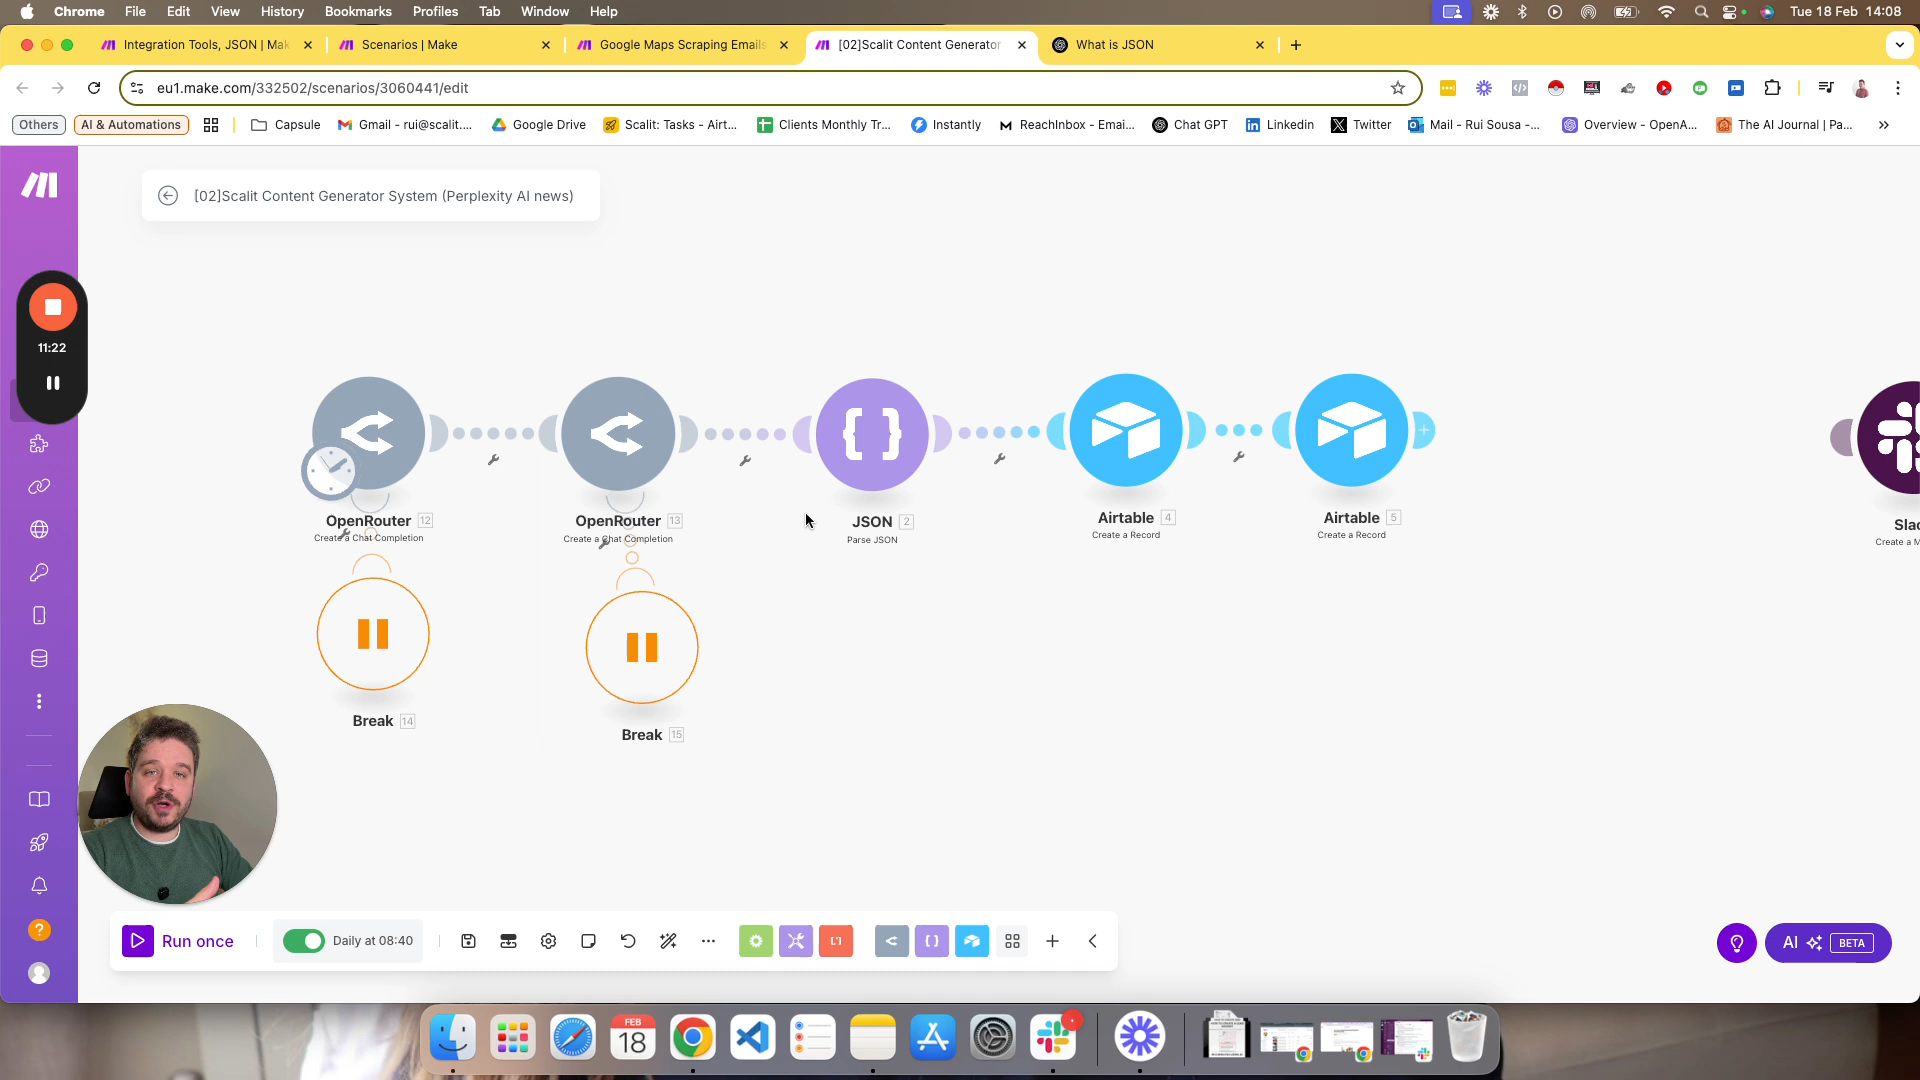 Chrome File Edit View History Bookmarks Profiles Tab Window Help Tue 18 Feb 14:08
Integration Tools, JSON | Mak
Scenarios | Make
Google Maps Scraping Emails
[02]Scalit Content Generator
What is JSON
eu1.make.com/332502/scenarios/3060441/edit
Others AI & Automations Capsule Gmail - rui@scalit.... Google Drive Scalit: Tasks - Airt... Clients Monthly Tr... Instantly ReachInbox - Emai... Chat GPT Linkedin Twitter Mail - Rui Sousa -... Overview - OpenA... The AI Journal | Pa...
[02]Scalit Content Generator System (Perplexity AI news)
11:22
OpenRouter 12
Create a Chat Completion
OpenRouter 13
Create a Chat Completion
JSON 2
Parse JSON
Airtable 4
Create a Record
Airtable 5
Create a Record
Slac
Create a M
Break 14
Break 15
Run once
Daily at 08:40
AI BETA
FEB
18